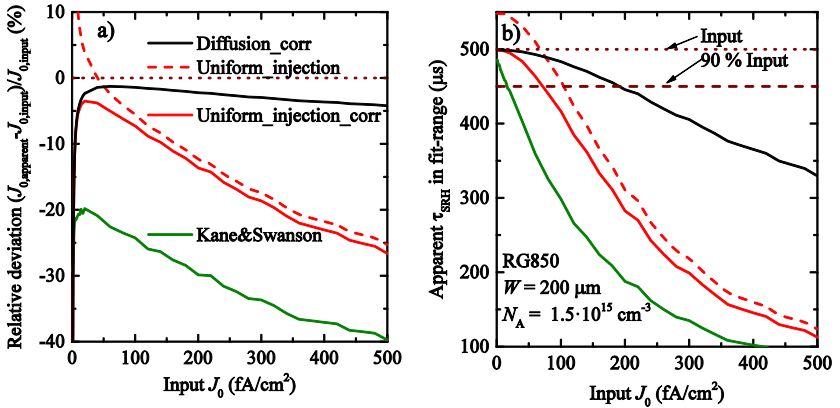 a)
Relative deviation (J0,apparent-J0,input)/J0,input (%)
10
5
0
-5
-10
-20
-30
-40
Diffusion_corr
Uniform_injection
Uniform_injection_corr
Kane&Swanson
0 100 200 300 400 500
Input J0 (fA/cm²)
b)
Apparent τSRH in fit-range (µs)
500
400
300
200
100
Input
90 % Input
RG850
W = 200 µm
NA = 1.5·10¹⁵ cm⁻³
0 100 200 300 400 500
Input J0 (fA/cm²)